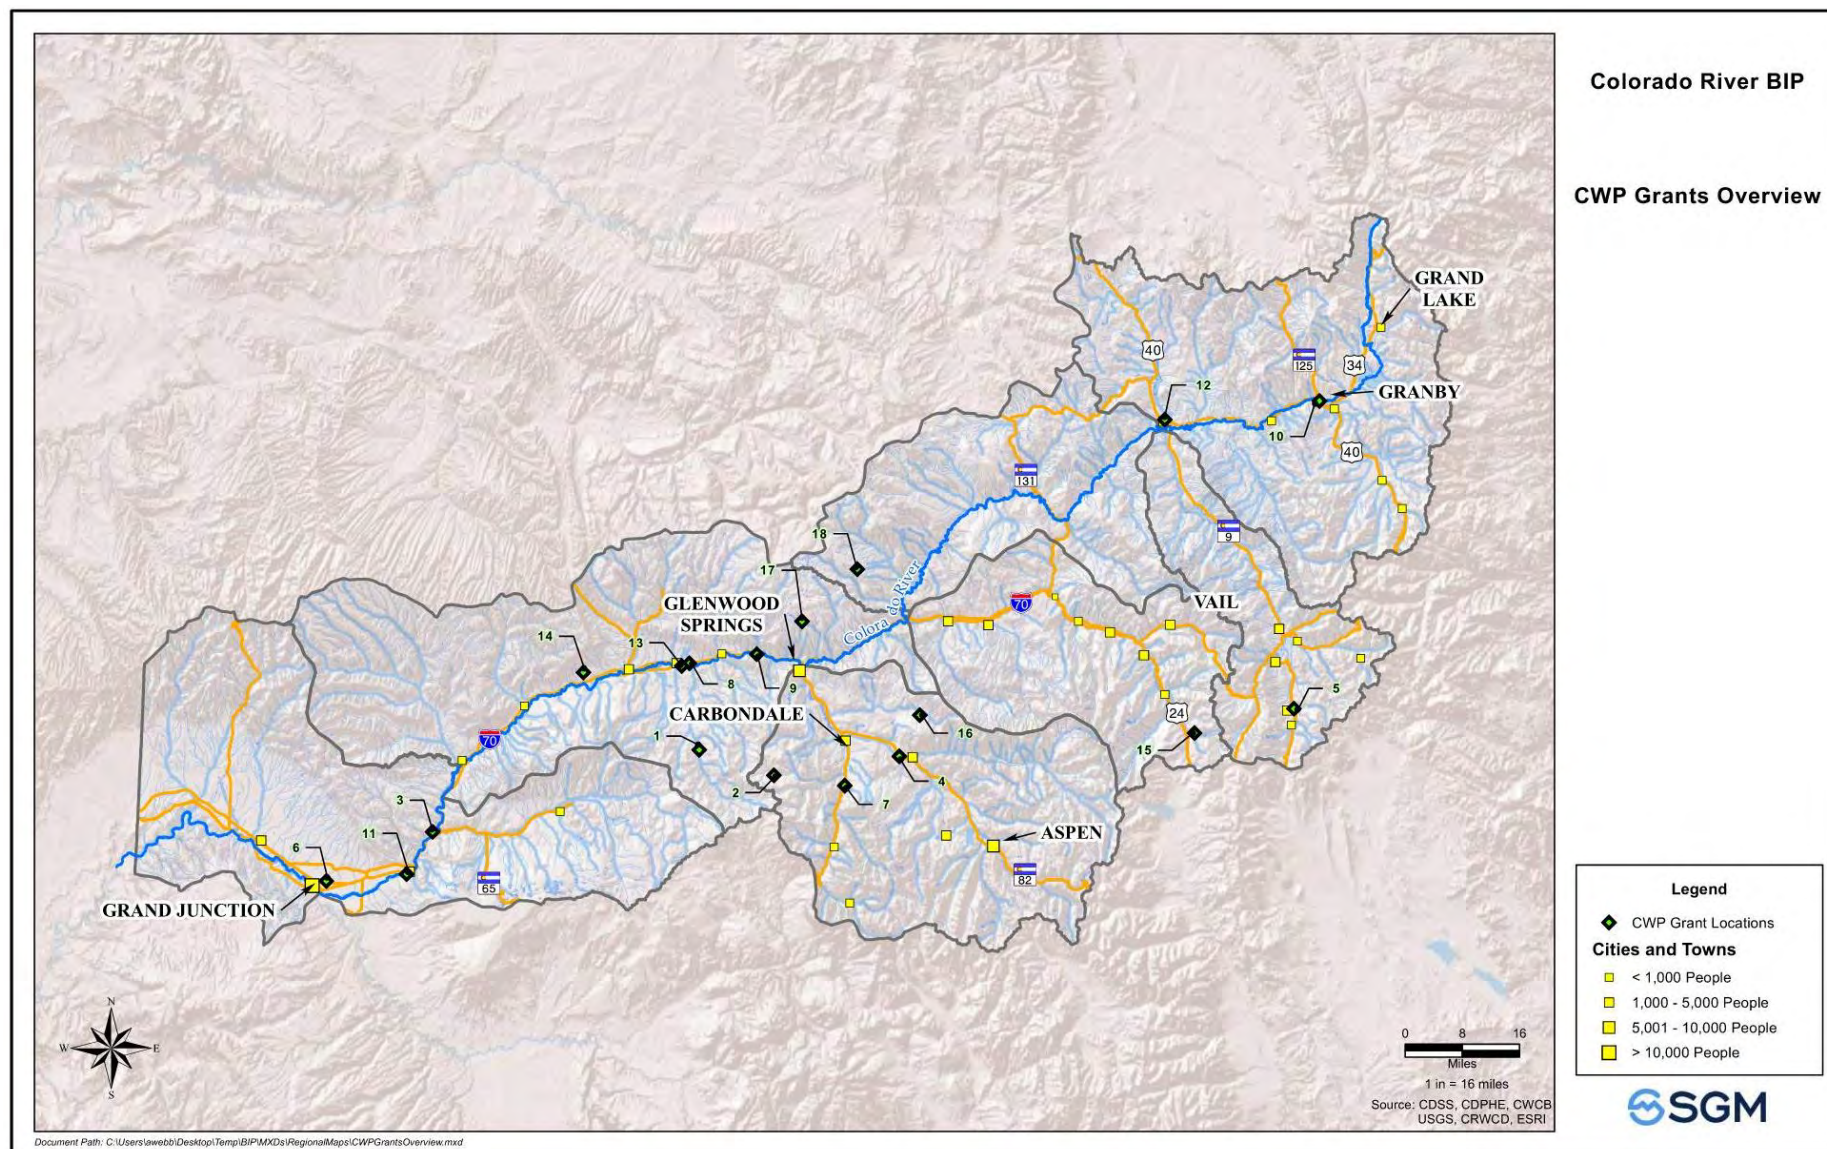 Colorado River BIP
CWP Grants Overview
GRAND
LAKE
40
125
34
GRANBY
12
10
40
131
9
18
17
Colorado River
70
VAIL
GLENWOOD
SPRINGS
14
13
8
9
5
CARBONDALE
24
16
15
70
1
2
4
7
3
11
6
ASPEN
82
65
GRAND JUNCTION
N
W
E
S
0 8 16
Miles
1 in = 16 miles
Source: CDSS, CDPHE, CWCB
USGS, CRWCD, ESRI
Legend
CWP Grant Locations
Cities and Towns
< 1,000 People
1,000 - 5,000 People
5,001 - 10,000 People
> 10,000 People
SGM
Document Path: C:\Users\awebb\Desktop\Temp\BIP\MXDs\RegionalMaps\CWPGrantsOverview.mxd